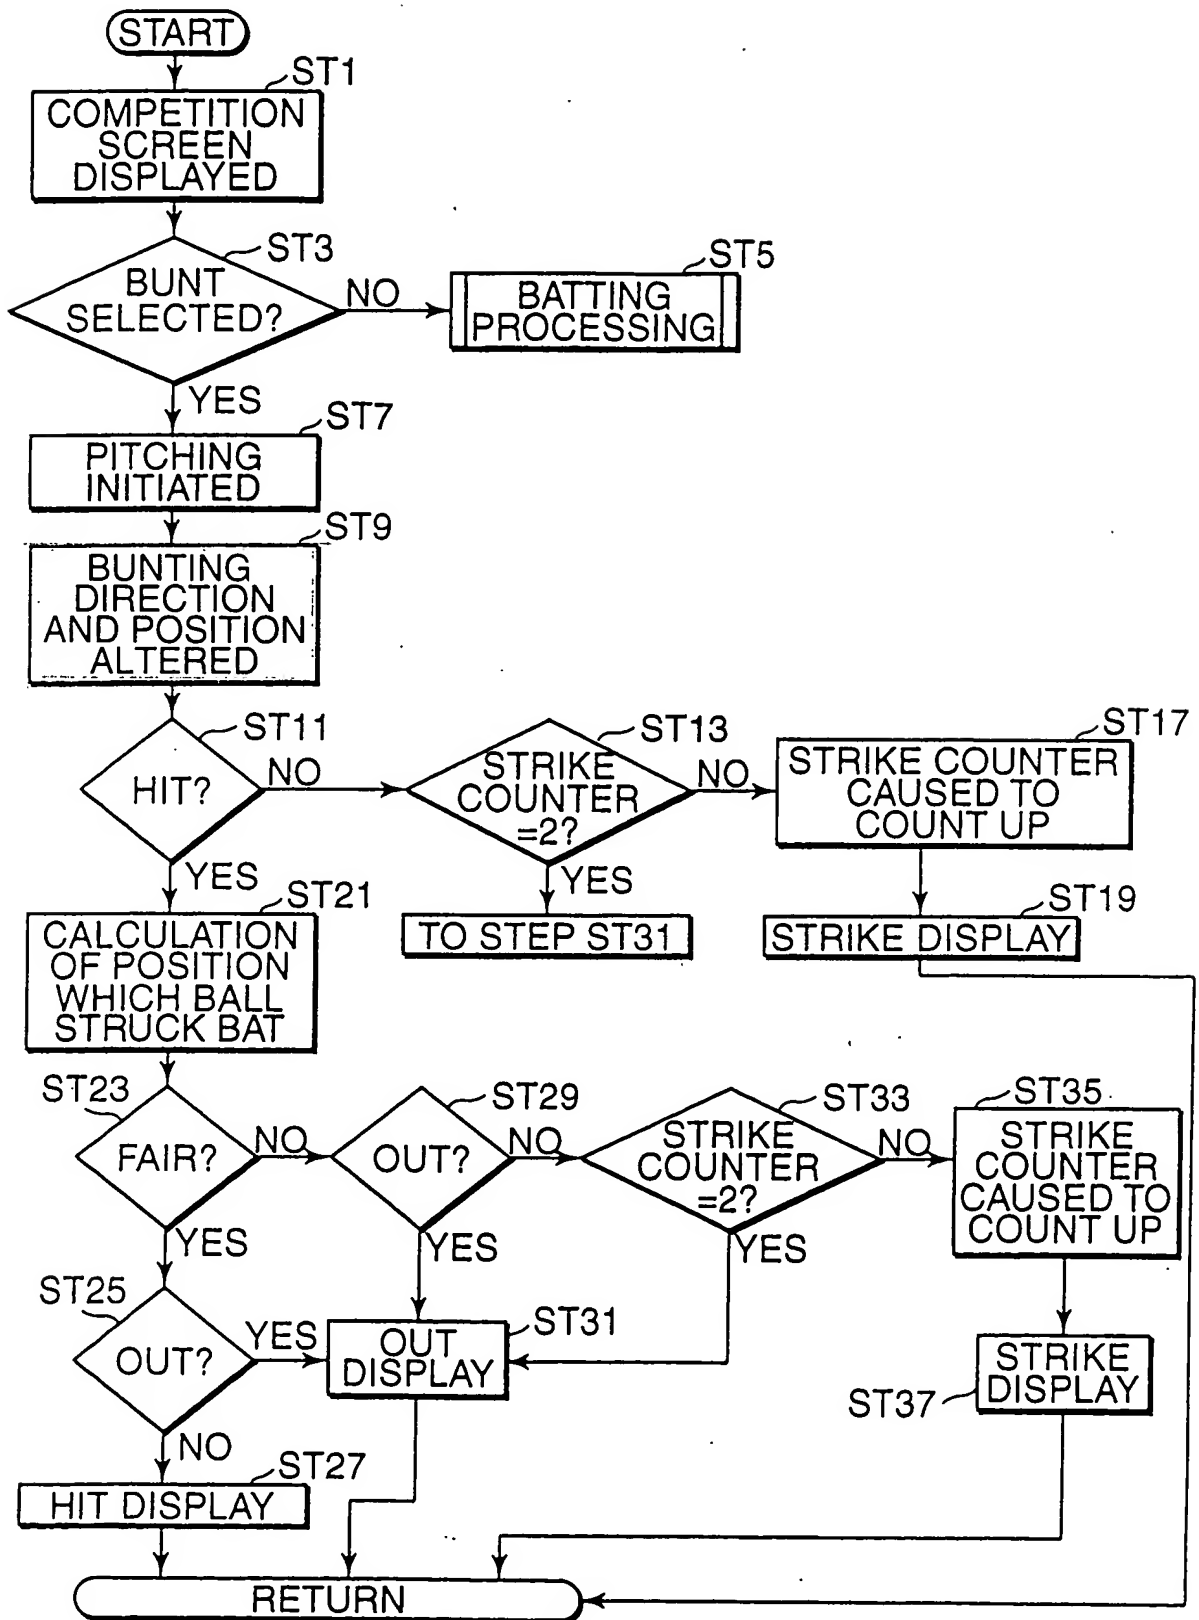 START
ST1
COMPETITION
SCREEN
DISPLAYED
ST3
BUNT
SELECTED?
NO
ST5
BATTING
PROCESSING
YES
ST7
PITCHING
INITIATED
ST9
BUNTING
DIRECTION
AND POSITION
ALTERED
ST11
HIT?
NO
ST13
STRIKE
COUNTER
=2?
NO
ST17
STRIKE COUNTER
CAUSED TO
COUNT UP
YES
YES
ST21
CALCULATION
OF POSITION
WHICH BALL
STRUCK BAT
TO STEP ST31
ST19
STRIKE DISPLAY
ST23
FAIR?
NO
ST29
OUT?
NO
ST33
STRIKE
COUNTER
=2?
NO
ST35
STRIKE
COUNTER
CAUSED TO
COUNT UP
YES
YES
YES
ST25
OUT?
YES
ST31
OUT
DISPLAY
STRIKE
DISPLAY
ST37
NO
ST27
HIT DISPLAY
RETURN